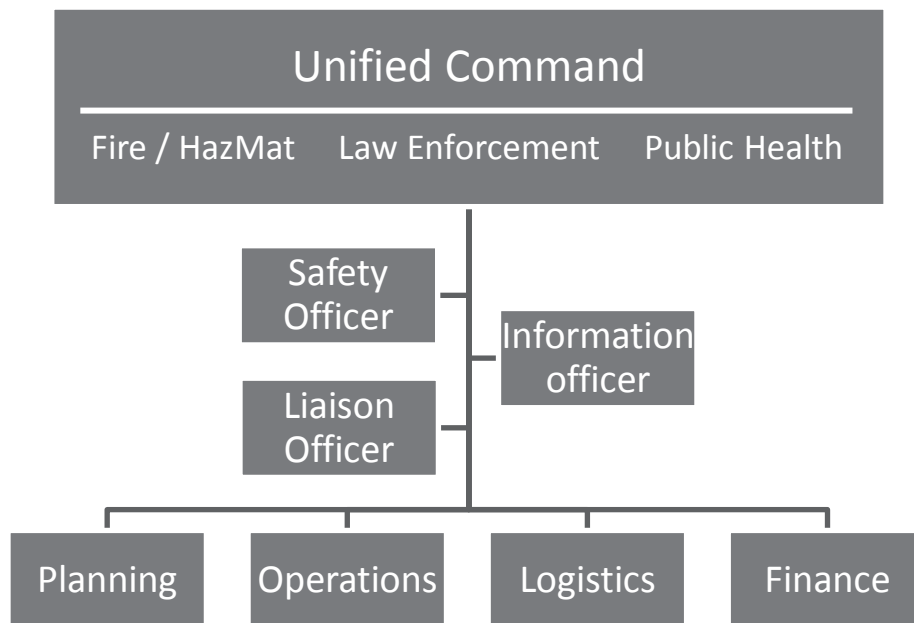 Unified Command
Fire / HazMat Law Enforcement Public Health
Safety
Officer
Information
officer
Liaison
Officer
Planning Operations Logistics Finance